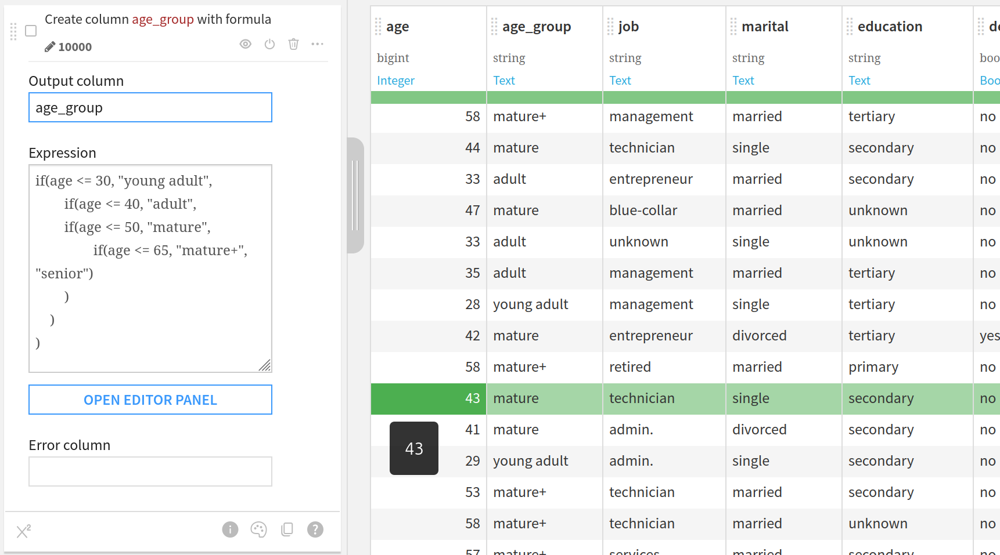 Create column age_group with formula
10000
Output column
age_group
Expression
if(age <= 30, "young adult",
if(age <= 40, "adult",
if(age <= 50, "mature",
if(age <= 65, "mature+",
"senior")
)
)
)
OPEN EDITOR PANEL
Error column
X²
i
?
age age_group job marital education
bigint string string string string boo
Integer Text Text Text Text Boo
58 mature+ management married tertiary no
44 mature technician single secondary no
33 adult entrepreneur married secondary no
47 mature blue-collar married unknown no
33 adult unknown single unknown no
35 adult management married tertiary no
28 young adult management single tertiary no
42 mature entrepreneur divorced tertiary yes
58 mature+ retired married primary no
43 mature technician single secondary no
41 mature admin. divorced secondary no
43
29 young adult admin. single secondary no
53 mature+ technician married secondary no
58 mature+ technician married unknown no
57 mature+ services married secondary no